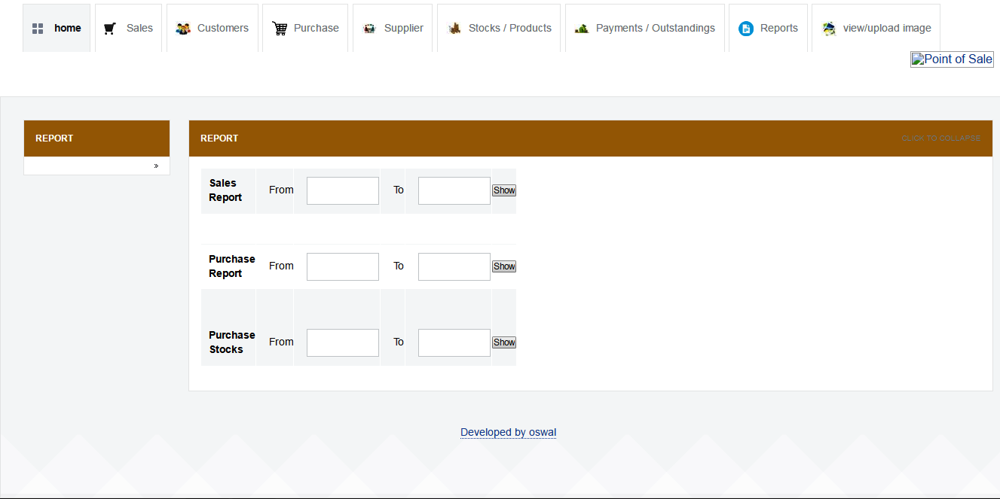 home Sales Customers Purchase Supplier Stocks / Products Payments / Outstandings Reports view/upload image
Point of Sale
REPORT
»
REPORT CLICK TO COLLAPSE
Sales
Report From To Show
Purchase
Report From To Show
Purchase
Stocks From To Show
Developed by oswal